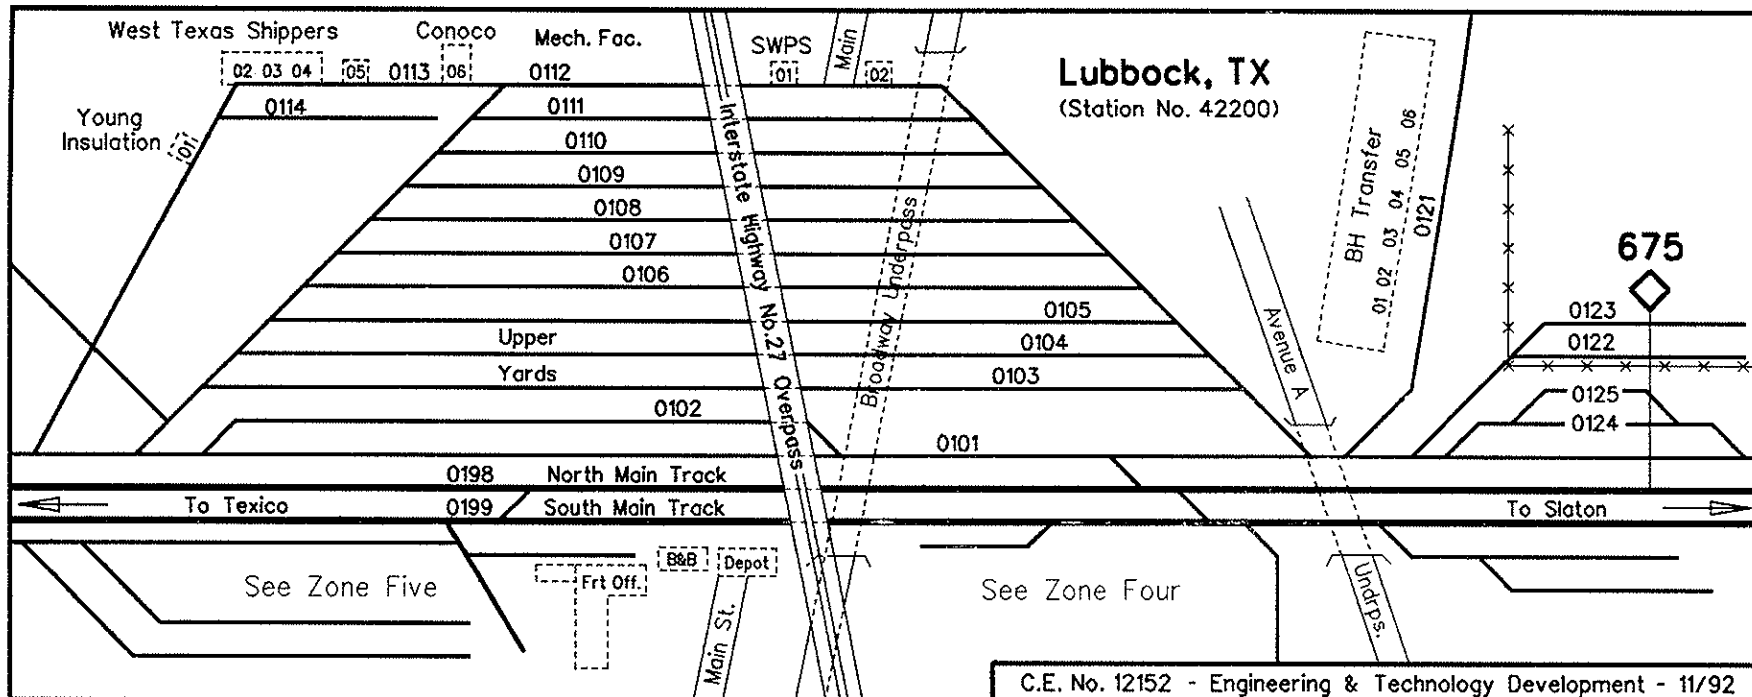 West Texas Shippers
Conoco
Mech. Fac.
SWPS
Main
02 03 04
05
0113
06
0112
01
02
Lubbock, TX
(Station No. 42200)
Young
Insulation
01
0114
0111
0110
0109
0108
0107
0106
0105
Upper
0104
Yards
0103
0102
0101
Interstate Highway No.27 Overpass
Broadway Underpass
Avenue A
BH Transfer
01 02 03 04 05 06
0121
675
0123
0122
0125
0124
0198 North Main Track
To Texico
0199 South Main Track
To Slaton
See Zone Five
Frt Off.
B&B
Depot
Main St.
See Zone Four
Undrps.
C.E. No. 12152 - Engineering & Technology Development - 11/92